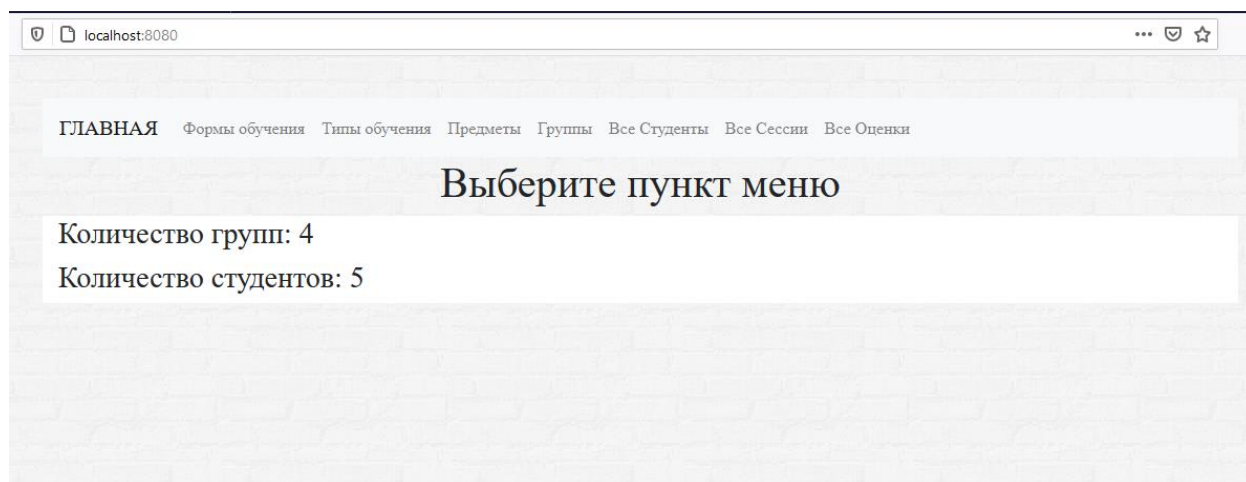 localhost:8080
ГЛАВНАЯ Формы обучения Типы обучения Предметы Группы Все Студенты Все Сессии Все Оценки
Выберите пункт меню
Количество групп: 4
Количество студентов: 5